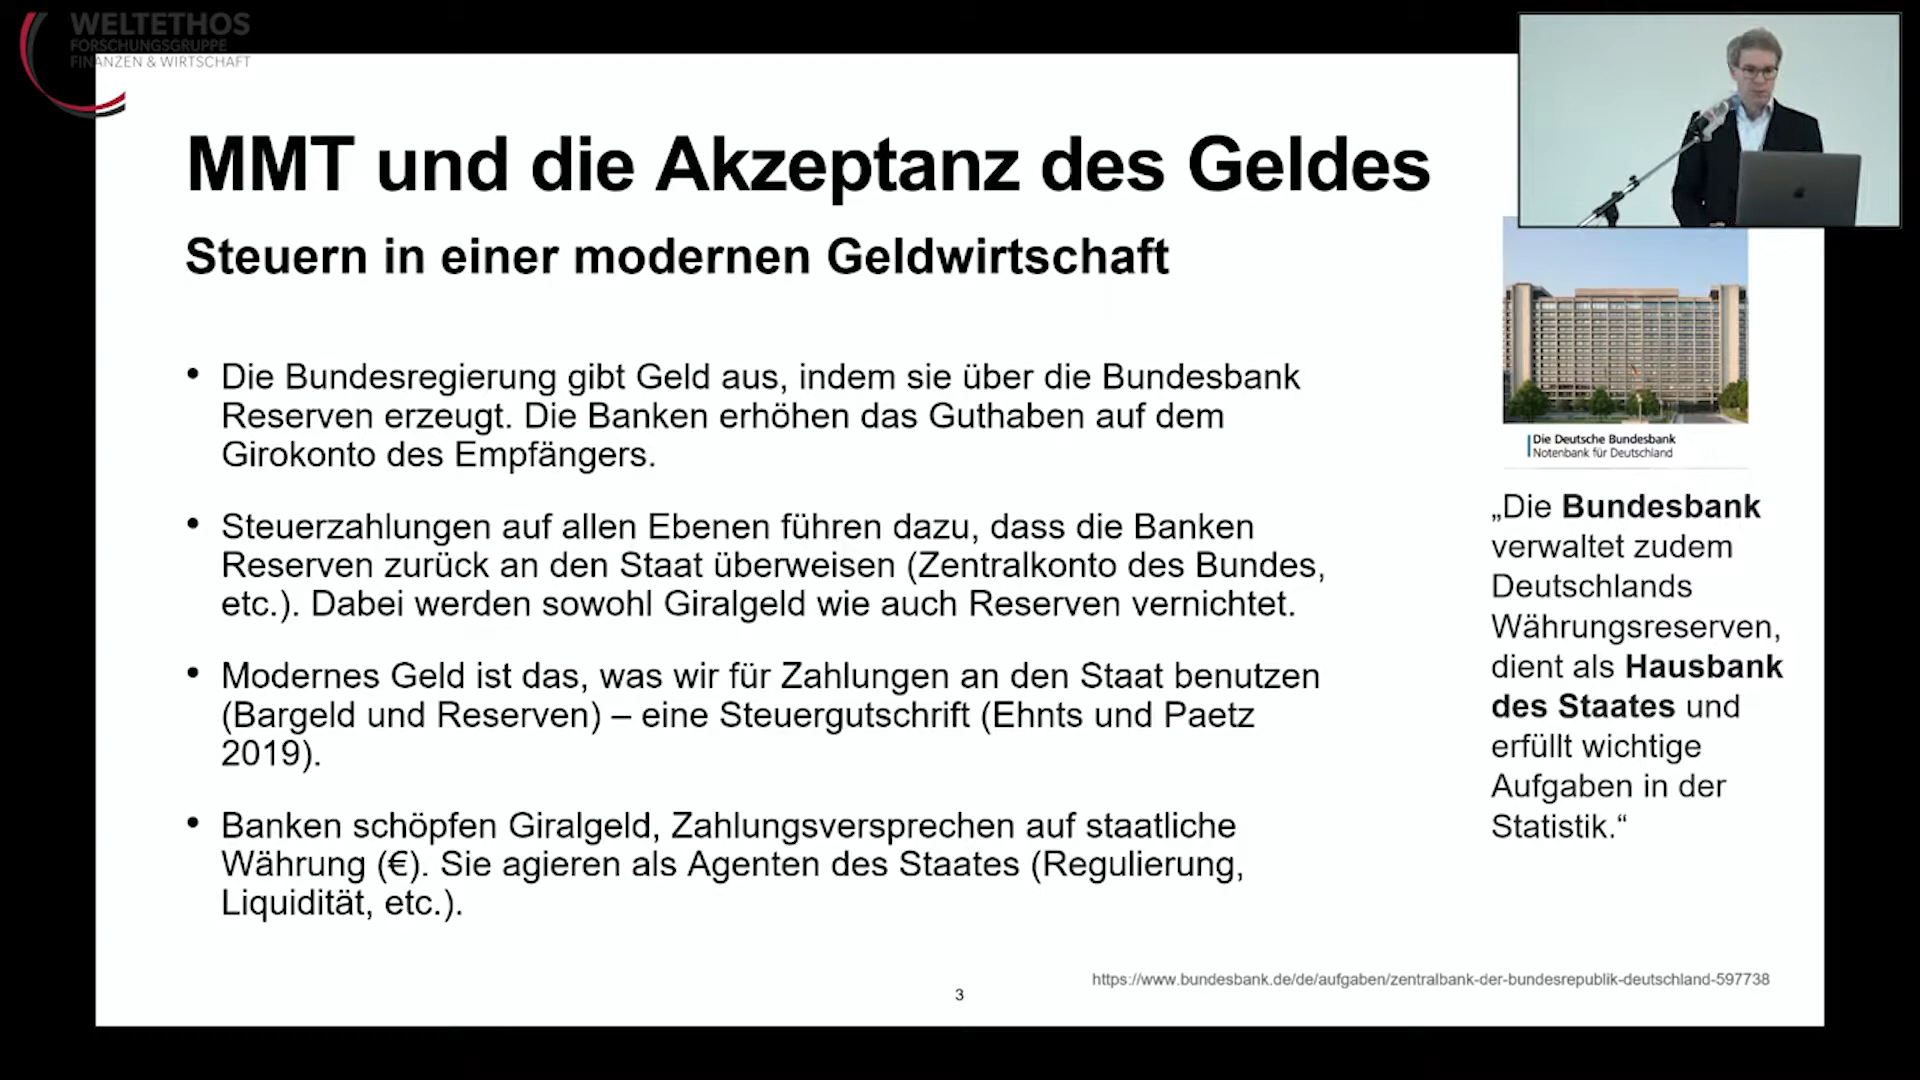 WELTETHOS
FORSCHUNGSGRUPPE
FINANZEN & WIRTSCHAFT
MMT und die Akzeptanz des Geldes
Steuern in einer modernen Geldwirtschaft
• Die Bundesregierung gibt Geld aus, indem sie über die Bundesbank
Reserven erzeugt. Die Banken erhöhen das Guthaben auf dem
Girokonto des Empfängers.
• Steuerzahlungen auf allen Ebenen führen dazu, dass die Banken
Reserven zurück an den Staat überweisen (Zentralkonto des Bundes,
etc.). Dabei werden sowohl Giralgeld wie auch Reserven vernichtet.
• Modernes Geld ist das, was wir für Zahlungen an den Staat benutzen
(Bargeld und Reserven) – eine Steuergutschrift (Ehnts und Paetz
2019).
• Banken schöpfen Giralgeld, Zahlungsversprechen auf staatliche
Währung (€). Sie agieren als Agenten des Staates (Regulierung,
Liquidität, etc.).
Die Deutsche Bundesbank
Notenbank für Deutschland
„Die Bundesbank
verwaltet zudem
Deutschlands
Währungsreserven,
dient als Hausbank
des Staates und
erfüllt wichtige
Aufgaben in der
Statistik.“
https://www.bundesbank.de/de/aufgaben/zentralbank-der-bundesrepublik-deutschland-597738
3